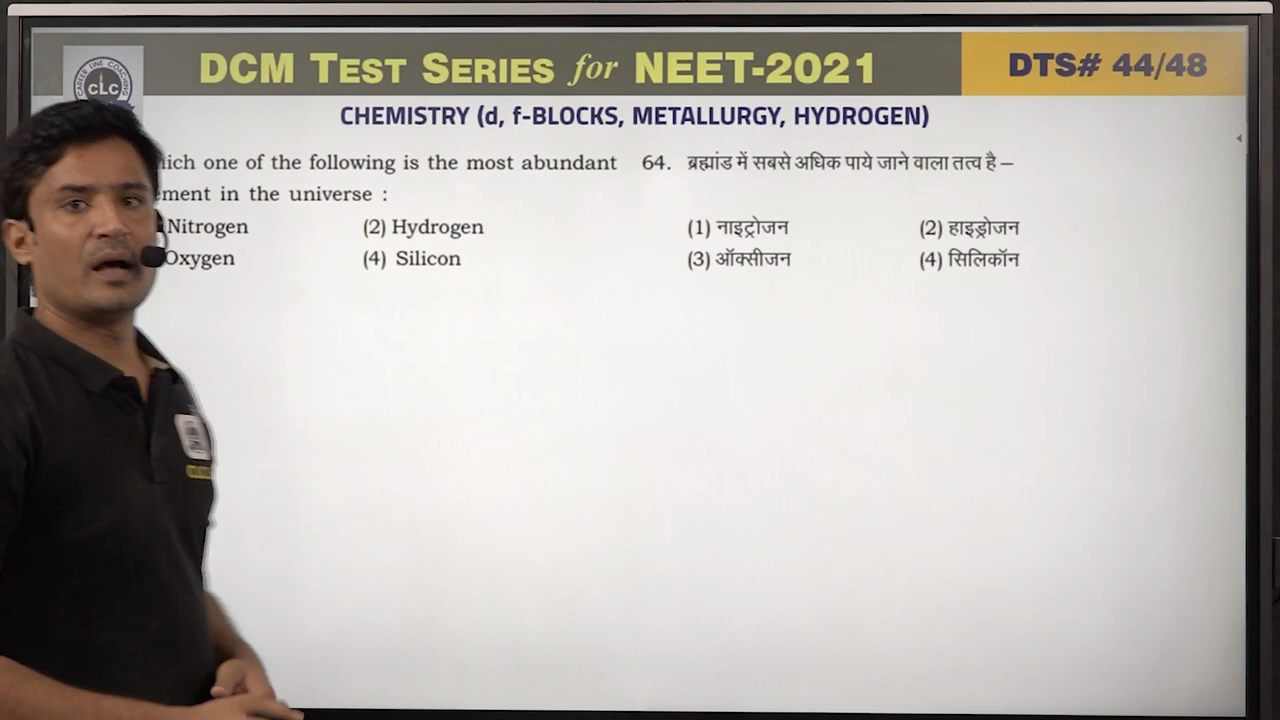 DCM TEST SERIES for NEET-2021
DTS# 44/48
CLC
CHEMISTRY (d, f-BLOCKS, METALLURGY, HYDROGEN)
one of the following is the most abundant
in the universe :
Nitrogen (2) Hydrogen
Oxygen (4) Silicon
64. ब्रह्मांड में सबसे अधिक पाये जाने वाला तत्व है –
(1) नाइट्रोजन (2) हाइड्रोजन
(3) ऑक्सीजन (4) सिलिकॉन